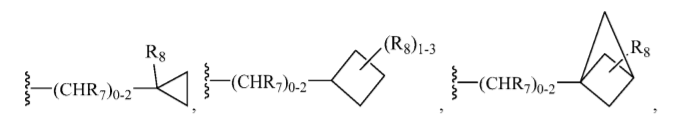 R₈
(R₈)₁₋₃
R₈
(CHR₇)₀₋₂ , (CHR₇)₀₋₂ , (CHR₇)₀₋₂ ,